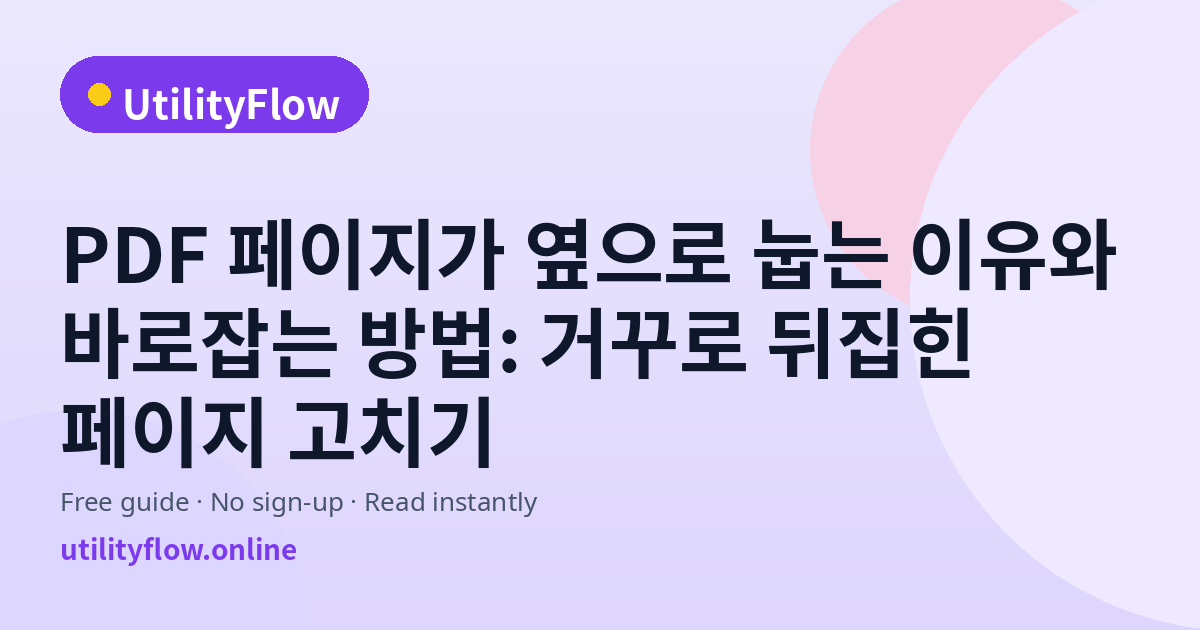 UtilityFlow
PDF 페이지가 옆으로 눕는 이유와
바로잡는 방법: 거꾸로 뒤집힌
페이지 고치기
Free guide · No sign-up · Read instantly
utilityflow.online